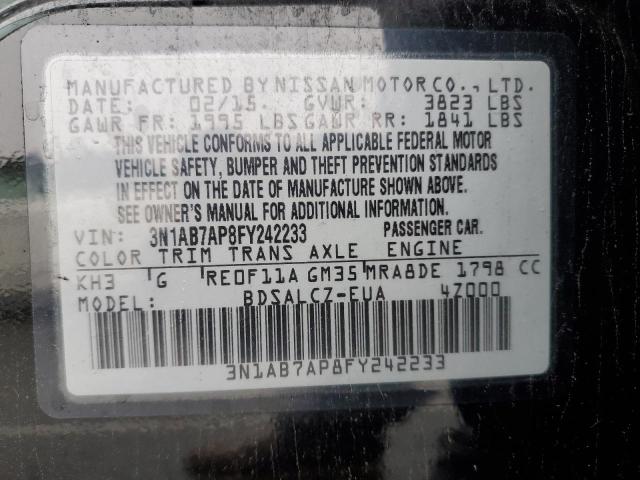 MANUFACTURED BY NISSAN MOTOR CO., LTD.
DATE: 02/15. GVWR: 3823 LBS
GAWR FR: 1995 LBS GAWR RR: 1841 LBS
THIS VEHICLE CONFORMS TO ALL APPLICABLE FEDERAL MOTOR
VEHICLE SAFETY, BUMPER AND THEFT PREVENTION STANDARDS
IN EFFECT ON THE DATE OF MANUFACTURE SHOWN ABOVE.
SEE OWNER'S MANUAL FOR ADDITIONAL INFORMATION.
VIN: 3N1AB7AP8FY242233 PASSENGER CAR.
COLOR TRIM TRANS AXLE ENGINE
KH3 G RE0F11A GM35 MRA8DE 1798 CC
MODEL: BDSALCZ-EUA 4Z000
3N1AB7AP8FY242233